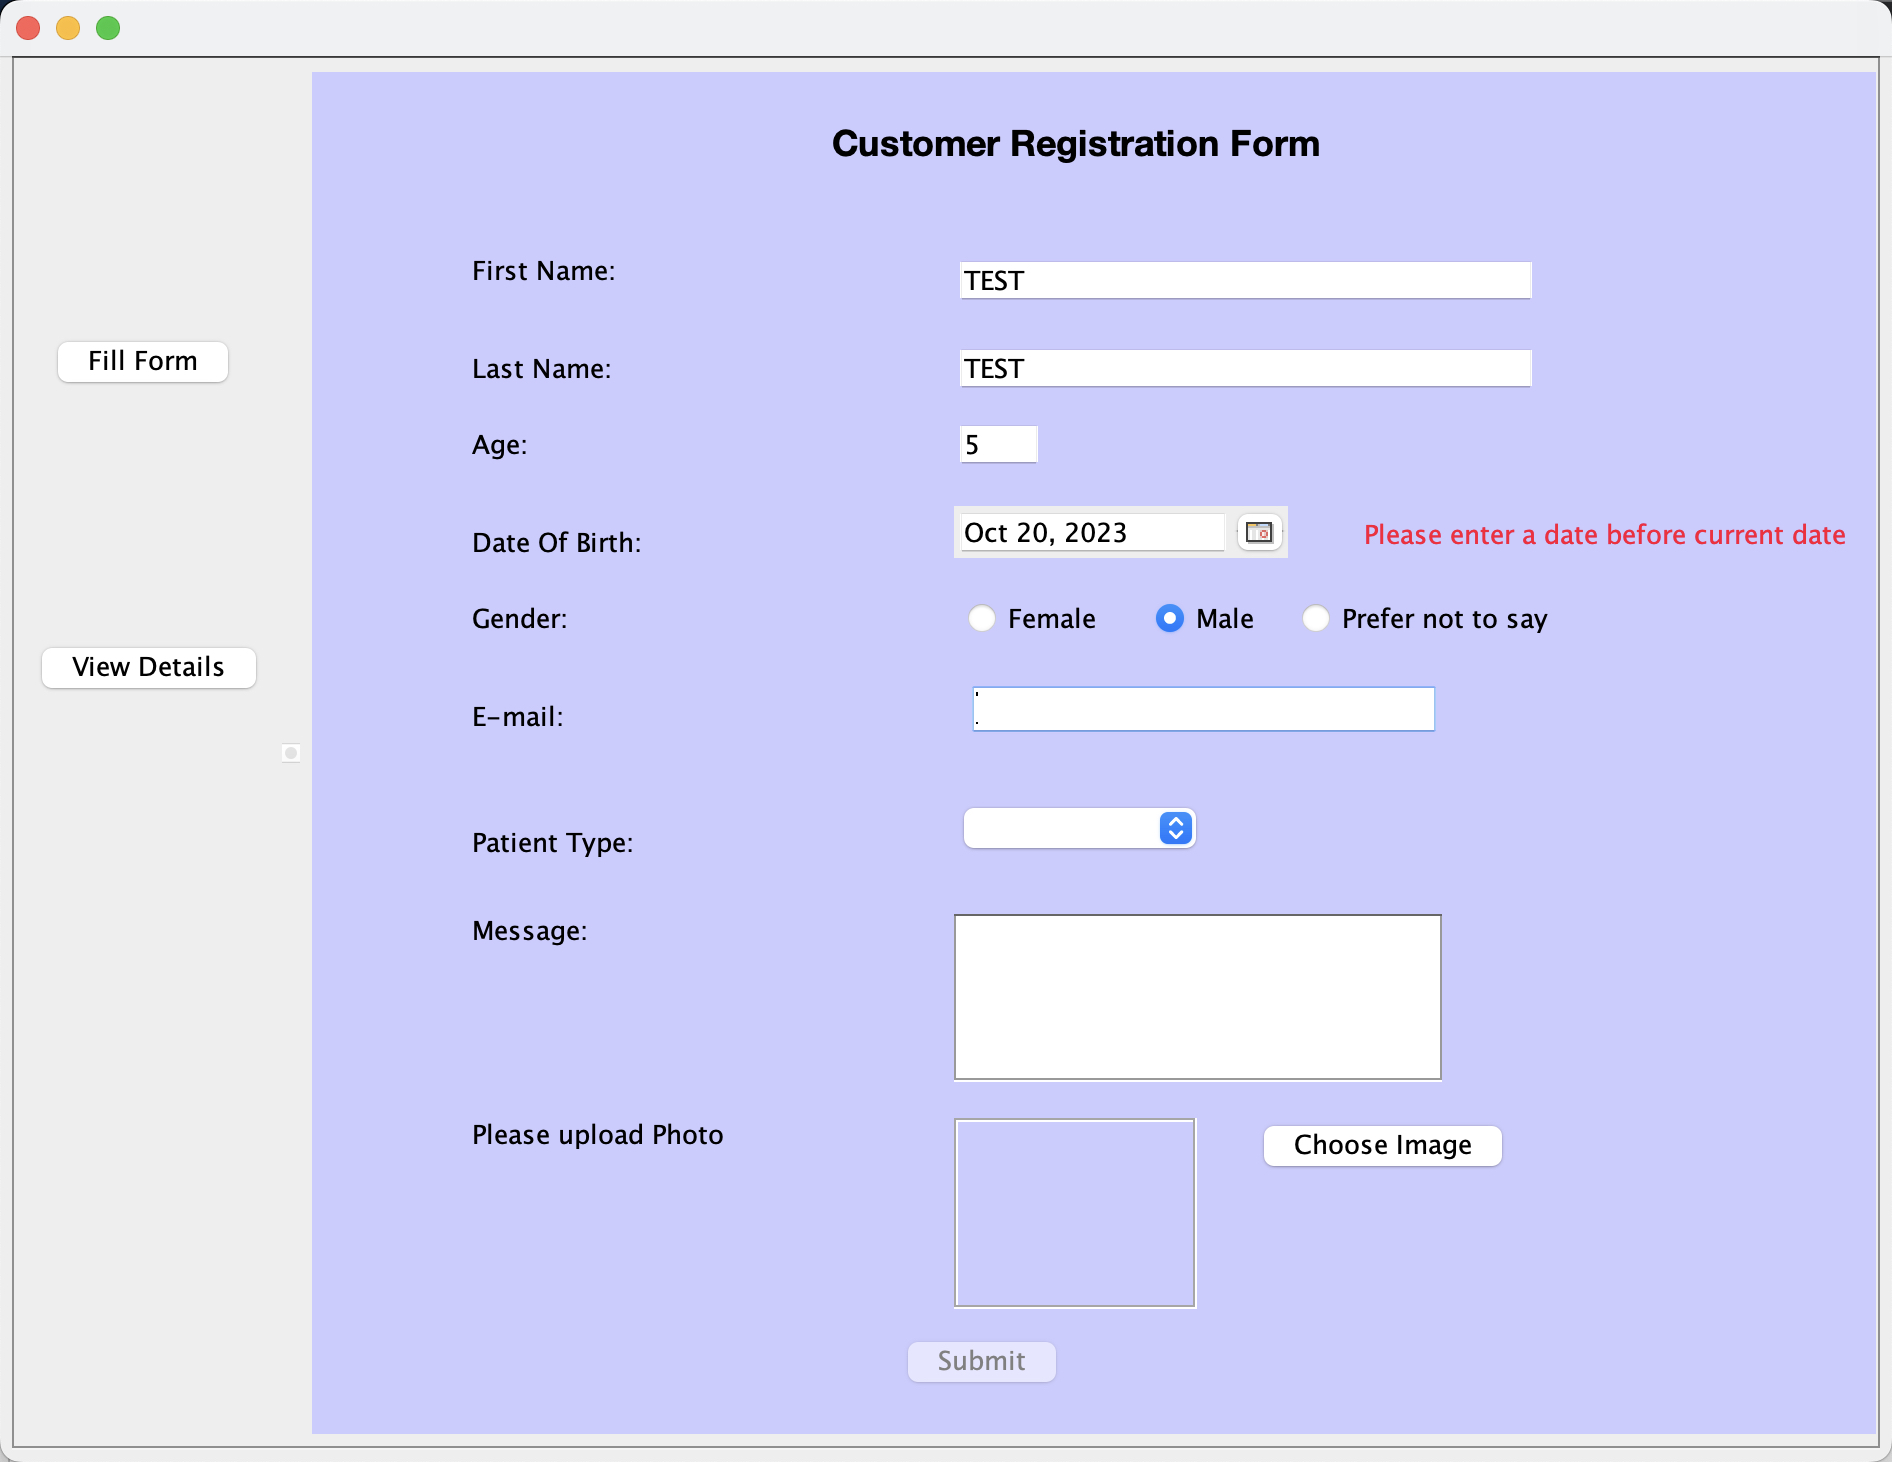 Customer Registration Form
First Name:
TEST
Last Name:
TEST
Fill Form
Age:
5
Date Of Birth:
Oct 20, 2023
Please enter a date before current date
Gender:
Female
Male
Prefer not to say
View Details
E-mail:
Patient Type:
Message:
Please upload Photo
Choose Image
Submit